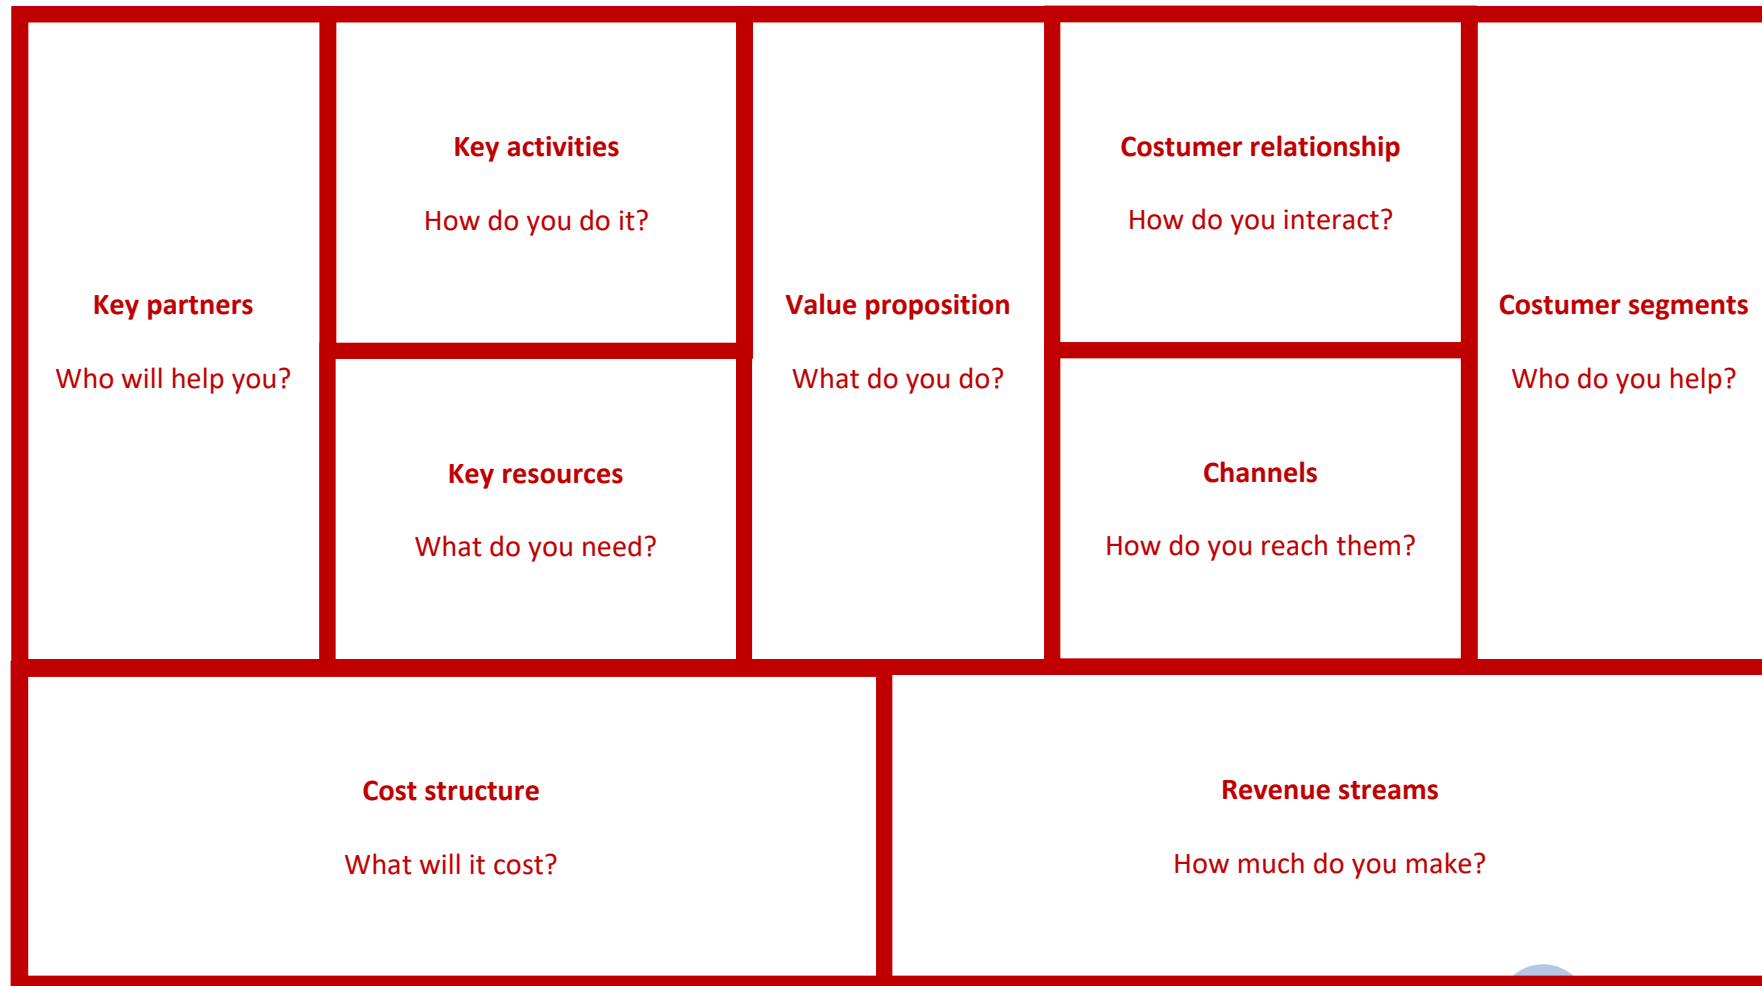 Key partners
Who will help you?
Key activities
How do you do it?
Key resources
What do you need?
Value proposition
What do you do?
Costumer relationship
How do you interact?
Channels
How do you reach them?
Costumer segments
Who do you help?
Cost structure
What will it cost?
Revenue streams
How much do you make?